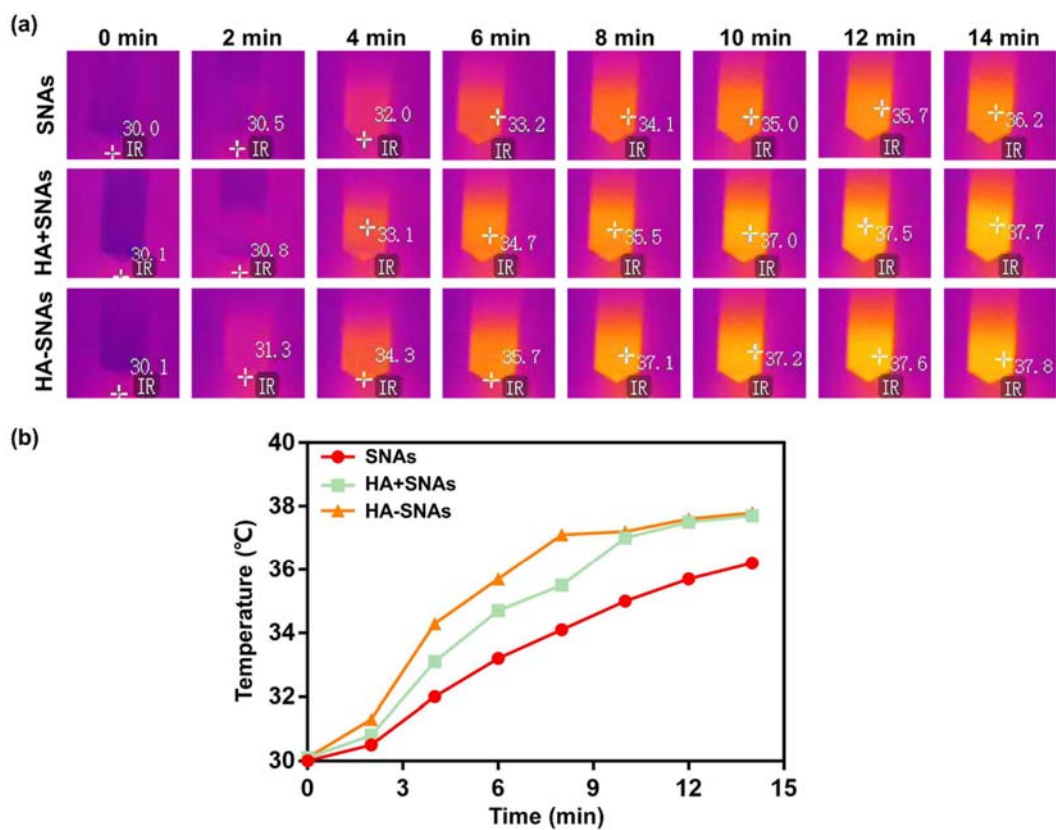 (a)
0 min 2 min 4 min 6 min 8 min 10 min 12 min 14 min
SNAs
30.0 30.5 32.0 33.2 34.1 35.0 35.7 36.2
IR IR IR IR IR IR IR IR
HA+SNAs
30.1 30.8 33.1 34.7 35.5 37.0 37.5 37.7
IR IR IR IR IR IR IR IR
HA-SNAs
30.1 31.3 34.3 35.7 37.1 37.2 37.6 37.8
IR IR IR IR IR IR IR IR
(b)
SNAs
HA+SNAs
HA-SNAs
Temperature (℃)
40
38
36
34
32
30
0 3 6 9 12 15
Time (min)